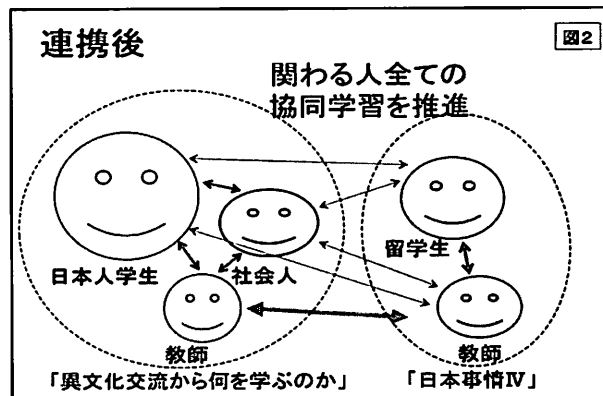 連携後
図2
関わる人全ての
協同学習を推進
日本人学生
社会人
教師
留学生
教師
「異文化交流から何を学ぶのか」
「日本事情Ⅳ」